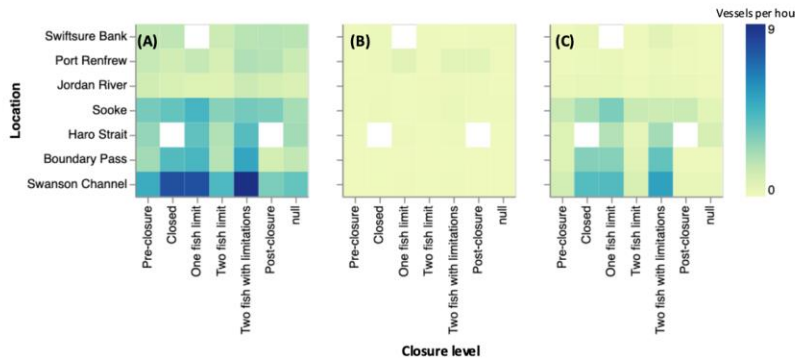 Vessels per hou
(A)
(B)
(C)
9
0
Location
Swiftsure Bank
Port Renfrew
Jordan River
Sooke
Haro Strait
Boundary Pass
Swanson Channel
Pre-closure
Closed
One fish limit
Two fish limit
Two fish with limitations
Post-closure
null
Pre-closure
Closed
One fish limit
Two fish limit
Two fish with limitations
Post-closure
null
Pre-closure
Closed
One fish limit
Two fish limit
Two fish with limitations
Post-closure
null
Closure level